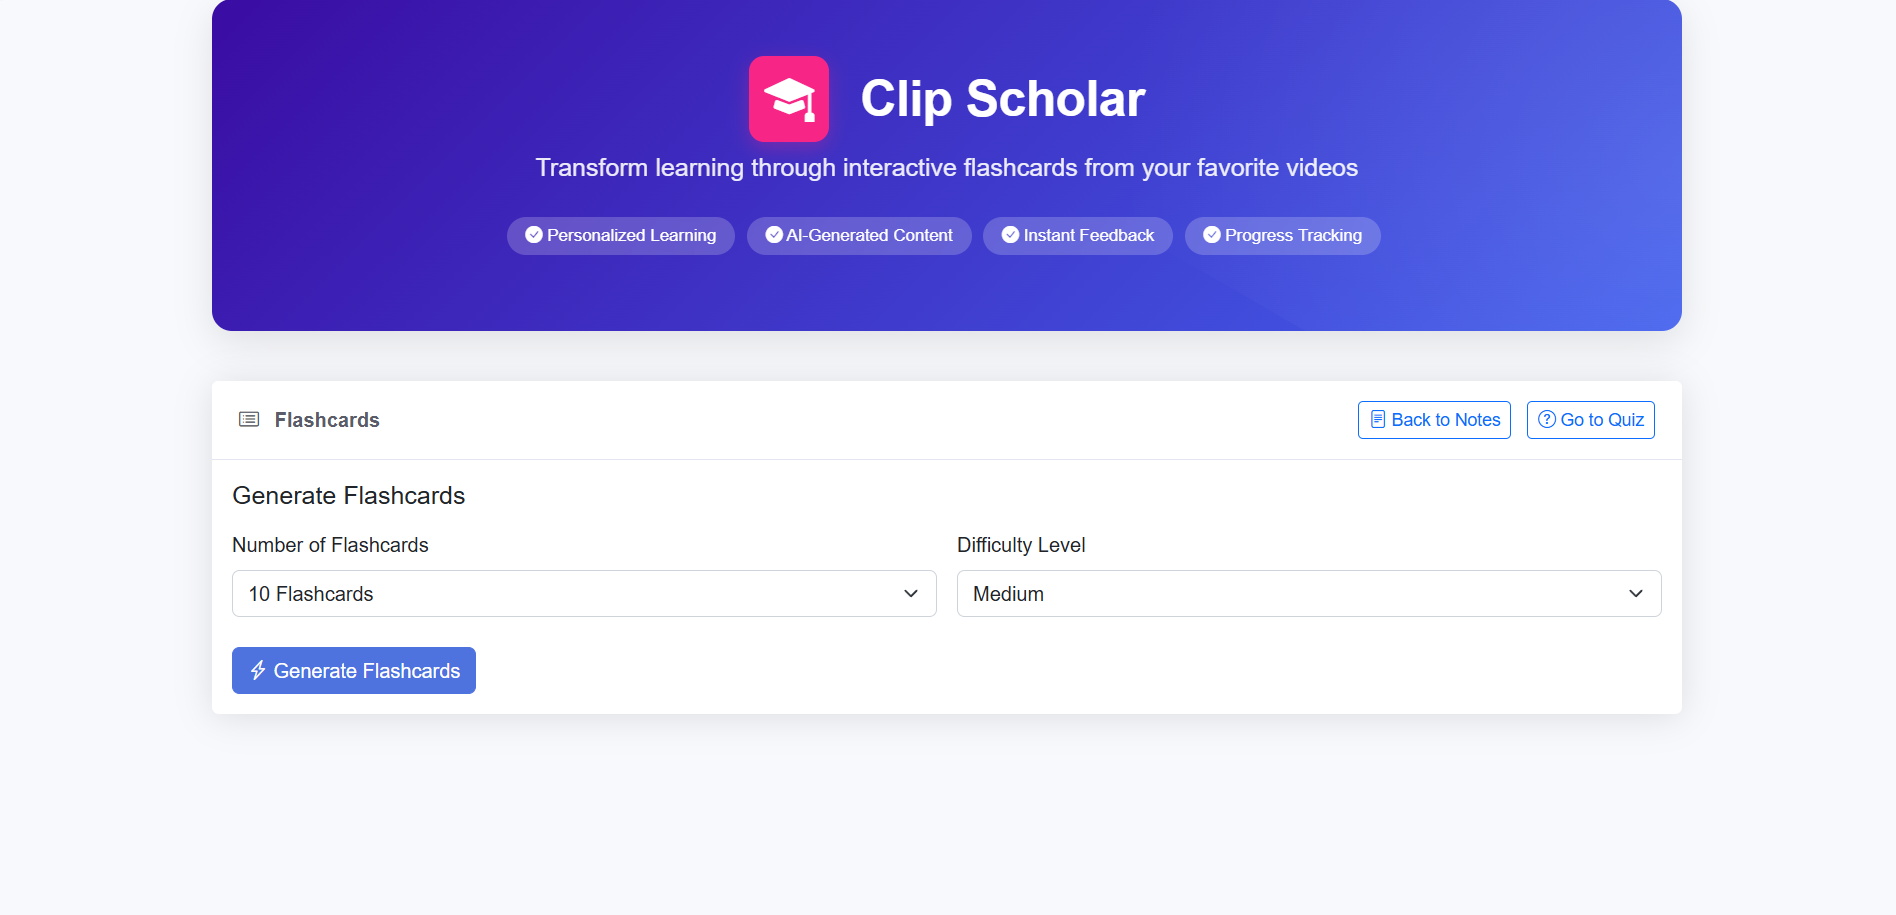 Clip Scholar
Transform learning through interactive flashcards from your favorite videos
Personalized Learning AI-Generated Content Instant Feedback Progress Tracking
Flashcards Back to Notes Go to Quiz
Generate Flashcards
Number of Flashcards Difficulty Level
10 Flashcards Medium
Generate Flashcards